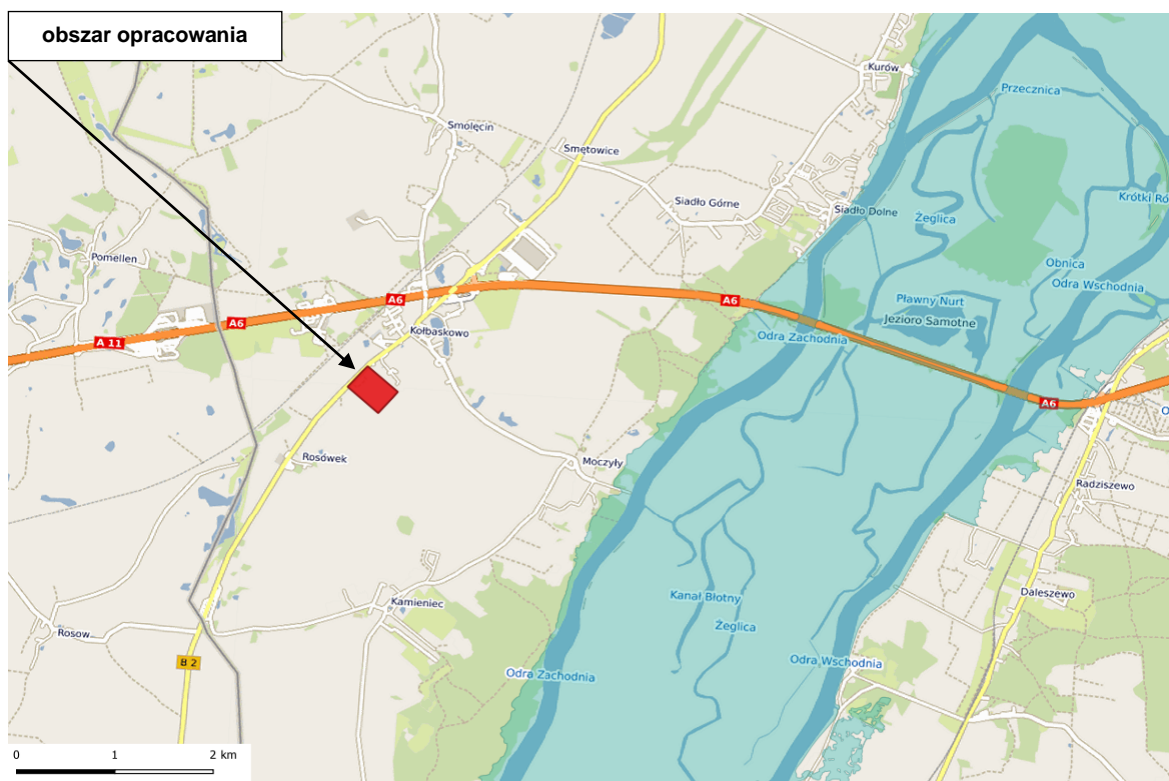 obszar opracowania
Kurów
Przecznica
Smolęcin
Smętowice
Krótki Ró
Siadło Górne
Siadło Dolne
Żeglica
Pomellen
Obnica
Odra Wschodnia
A6
A6
A6
Pławny Nurt
Jezioro Samotne
A 11
Kołbaskowo
Odra Zachodnia
A6
O
Rosówek
Moczyły
Radziszewo
Kanał Błotny
Daleszewo
Kamieniec
Żeglica
Rosow
B 2
Odra Wschodnia
Odra Zachodnia
0 1 2 km